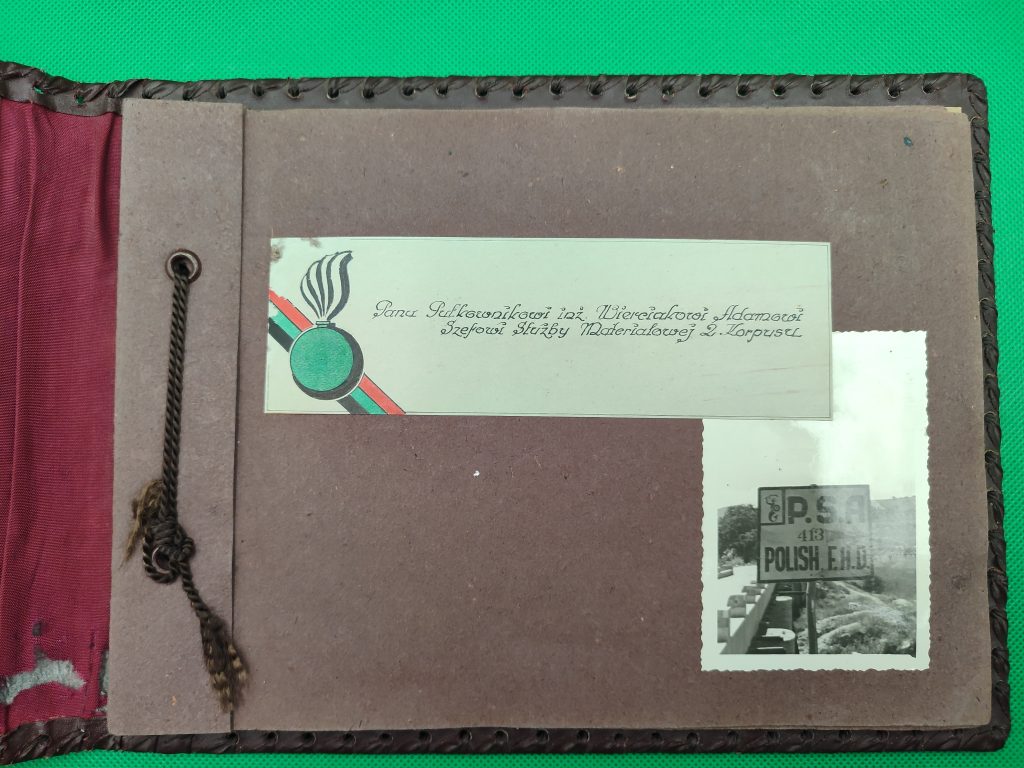 Panu Pułkownikowi inż. Wierciakowi Adamowi
Szefowi Służby Materiałowej 2. Korpusu
P.S.A
413
POLISH F.H.D.